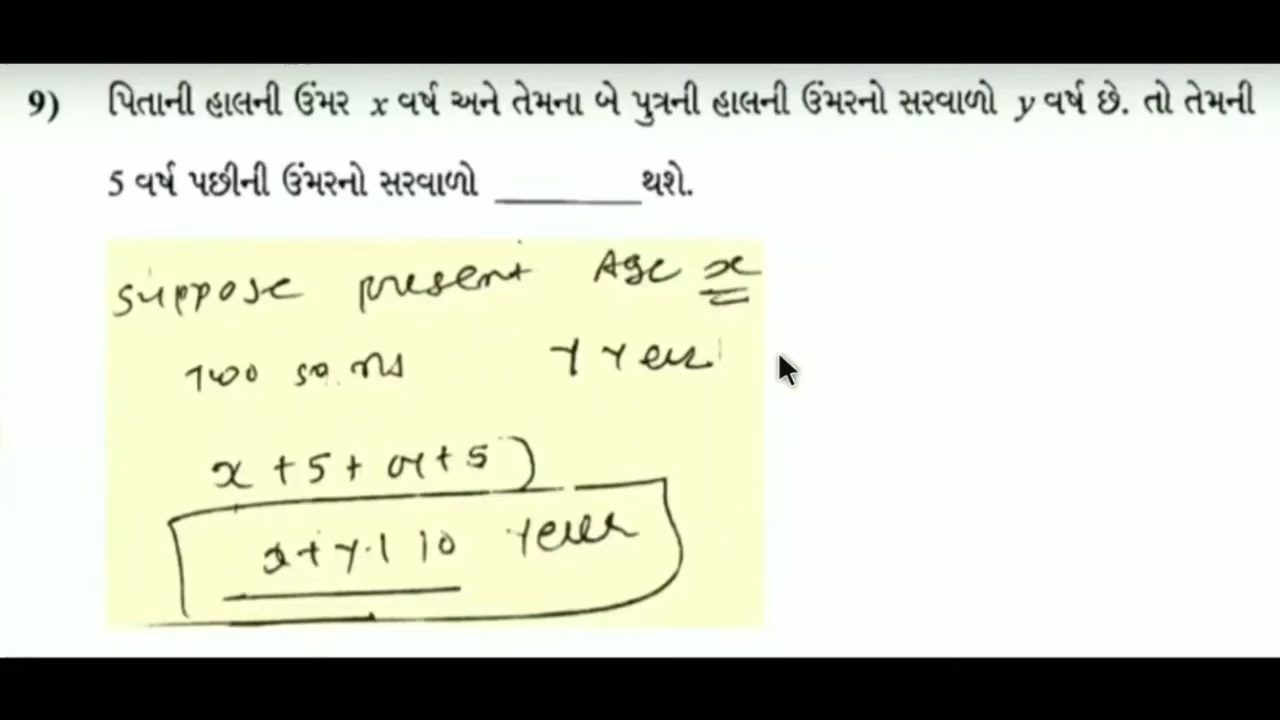 9) પિતાની હાલની ઉંમર x વર્ષ અને તેમના બે પુત્રની હાલની ઉંમરનો સરવાળો y વર્ષ છે. તો તેમની
5 વર્ષ પછીની ઉંમરનો સરવાળો ________ થશે.
suppose present Age x
two sons Y Year
x + 5 + (y + 5)
x + y + 10 Year